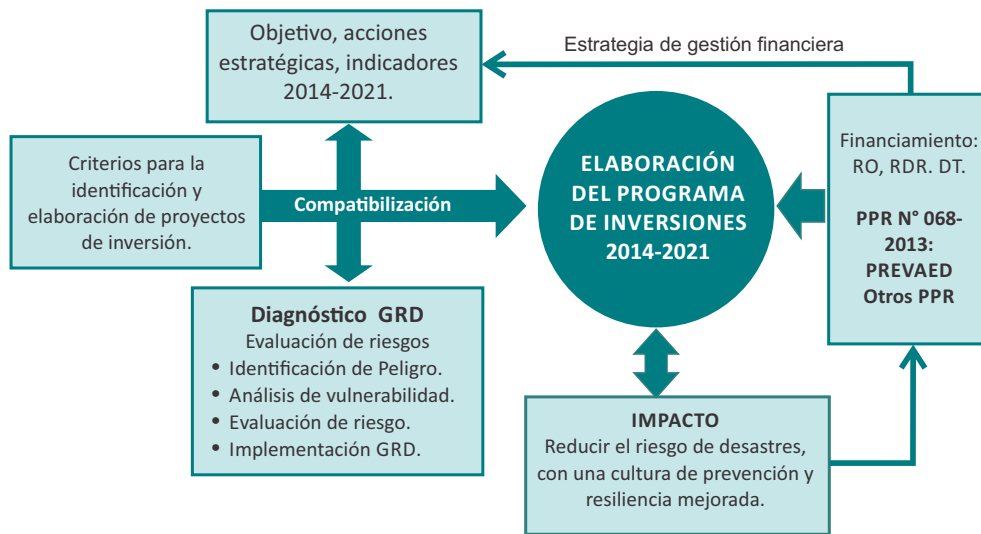 Objetivo, acciones
estratégicas, indicadores
2014-2021.
Estrategia de gestión financiera
Criterios para la
identificación y
elaboración de proyectos
de inversión.
Compatibilización
ELABORACIÓN
DEL PROGRAMA
DE INVERSIONES
2014-2021
Financiamiento:
RO, RDR. DT.
PPR N° 068-
2013:
PREVAED
Otros PPR
Diagnóstico GRD
Evaluación de riesgos
• Identificación de Peligro.
• Análisis de vulnerabilidad.
• Evaluación de riesgo.
• Implementación GRD.
IMPACTO
Reducir el riesgo de desastres,
con una cultura de prevención y
resiliencia mejorada.